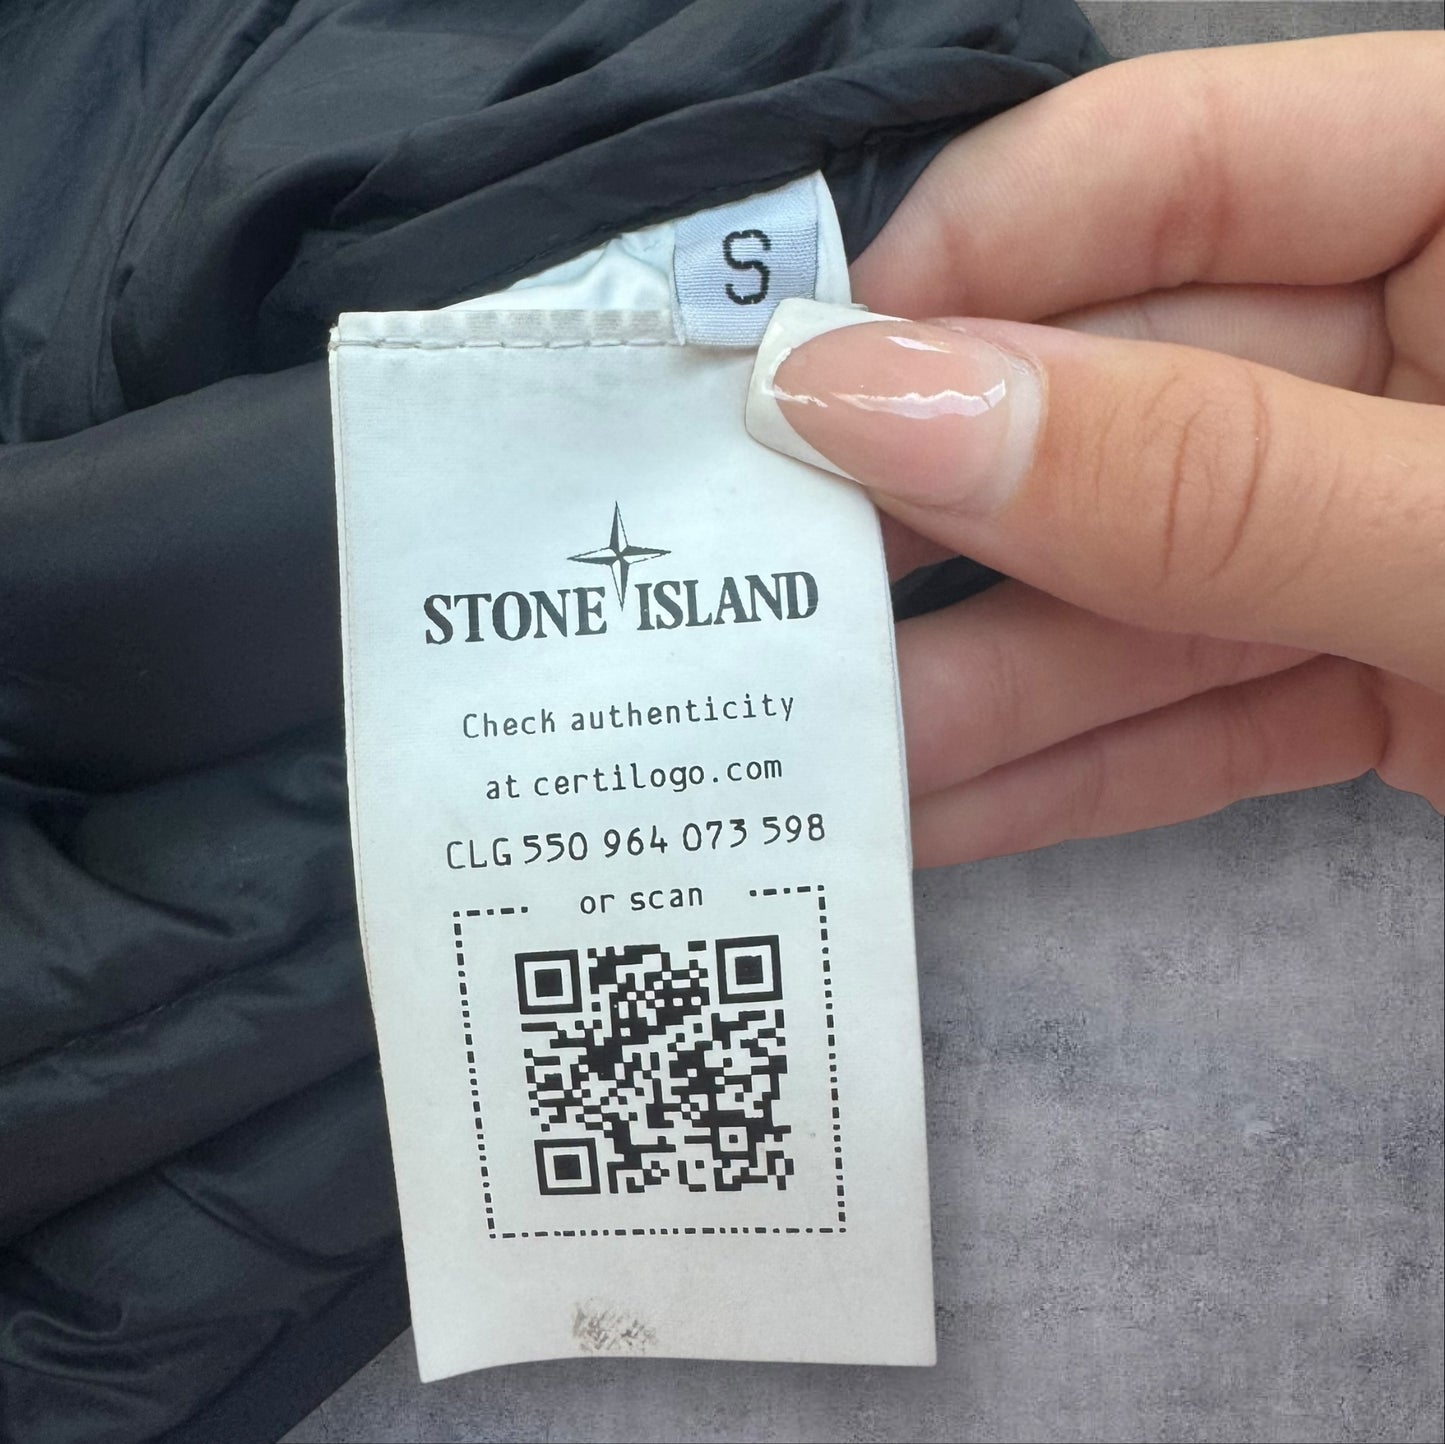 S
STONE ISLAND
Check authenticity
at certilogo.com
CLG 550 964 073 598
or scan